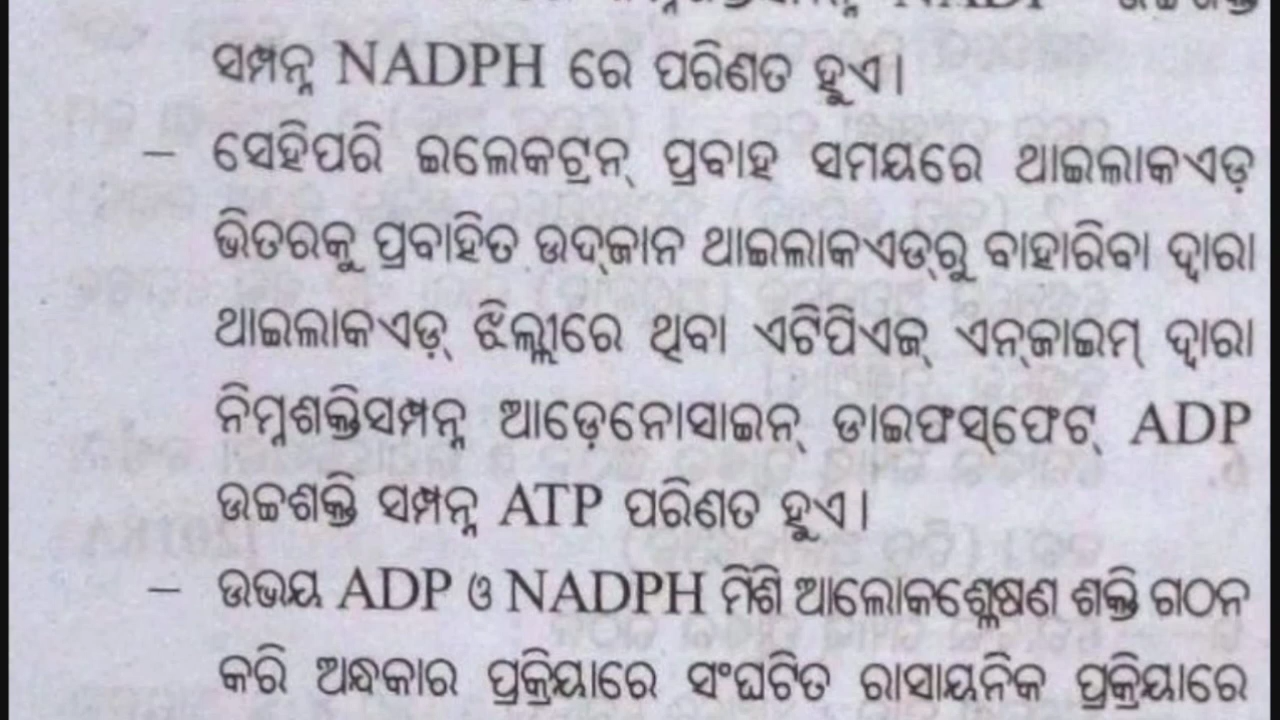 ସମ୍ପନ୍ନ NADPH ରେ ପରିଣତ ହୁଏ।
– ସେହିପରି ଇଲେକଟ୍ରନ୍ ପ୍ରବାହ ସମୟରେ ଥାଇଲାକଏଡ଼
ଭିତରକୁ ପ୍ରବାହିତ ଉଦ୍‌ଜାନ ଥାଇଲାକଏଡ୍‌ରୁ ବାହାରିବା ଦ୍ୱାରା
ଥାଇଲାକଏଡ଼୍ ଝିଲ୍ଲୀରେ ଥିବା ଏଟିପିଏଜ୍ ଏନ୍‌ଜାଇମ୍ ଦ୍ୱାରା
ନିମ୍ନଶକ୍ତିସମ୍ପନ୍ନ ଆଡ଼େନୋସାଇନ୍ ଡାଇଫସ୍‌ଫେଟ୍ ADP
ଉଚ୍ଚଶକ୍ତି ସମ୍ପନ୍ନ ATP ପରିଣତ ହୁଏ।
– ଉଭୟ ADP ଓ NADPH ମିଶି ଆଲୋକଶ୍ଳେଷଣ ଶକ୍ତି ଗଠନ
କରି ଅନ୍ଧକାର ପ୍ରକ୍ରିୟାରେ ସଂଘଟିତ ରାସାୟନିକ ପ୍ରକ୍ରିୟାରେ